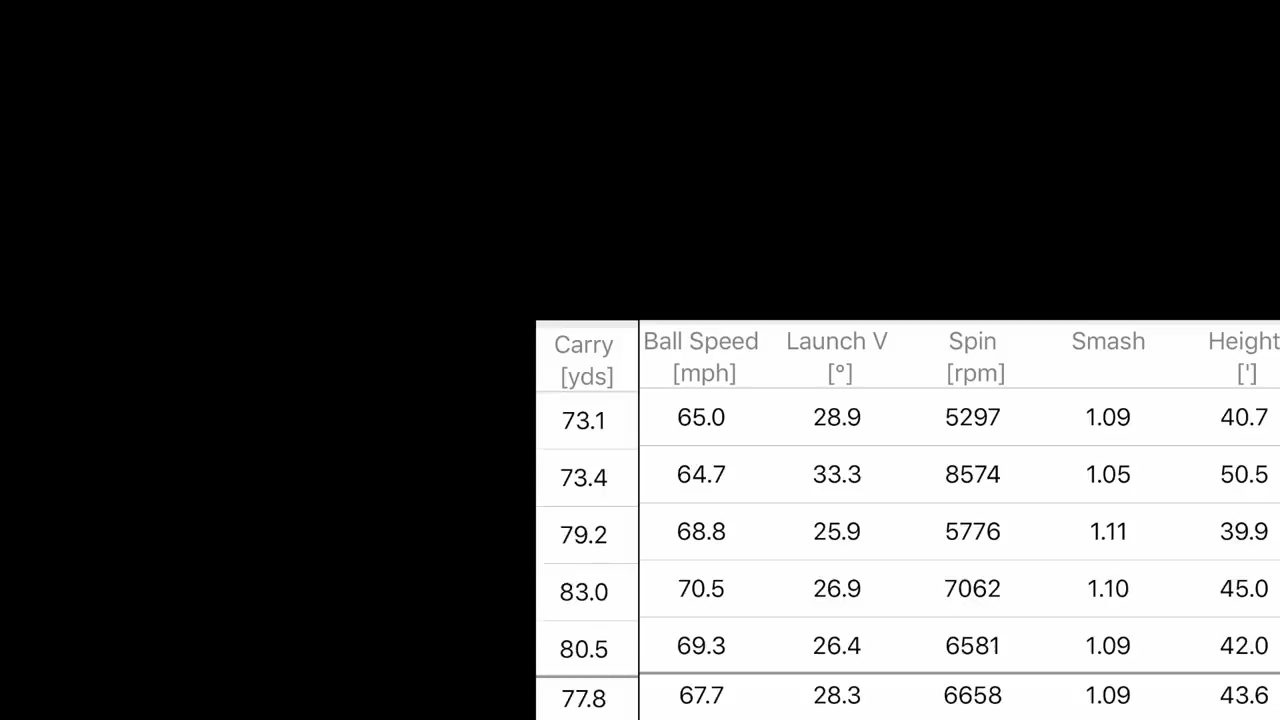 Carry Ball Speed Launch V Spin Smash Height
[yds] [mph] [°] [rpm] [']
73.1 65.0 28.9 5297 1.09 40.7
73.4 64.7 33.3 8574 1.05 50.5
79.2 68.8 25.9 5776 1.11 39.9
83.0 70.5 26.9 7062 1.10 45.0
80.5 69.3 26.4 6581 1.09 42.0
77.8 67.7 28.3 6658 1.09 43.6